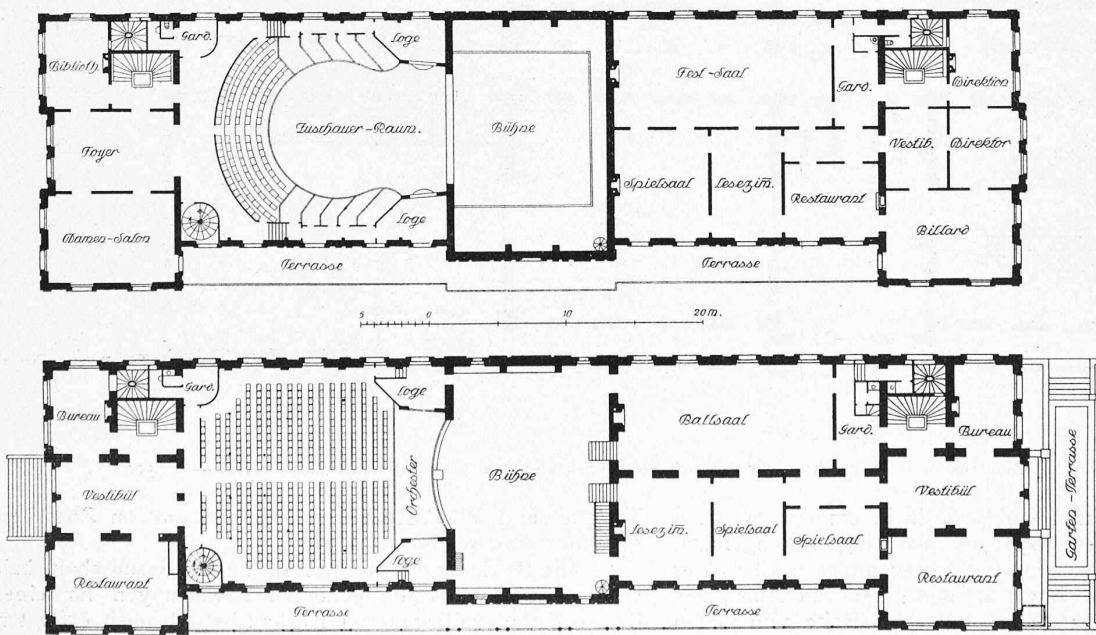 Gard.
Loge
Biblioth.
Fest-Saal
Gard.
Direktion
Foyer
Zuschauer-Raum.
Bühne
Vestib.
Direktor
Spielsaal
Lesezim.
Restaurant
Loge
Damen-Salon
Billard
Terrasse
Terrasse
5 0 10 20 m.
Gard.
Loge
Bureau
Ballsaal
Gard.
Bureau
Vestibül
Orchester
Bühne
Vestibül
Garten-Terrasse
Lesezim.
Spielsaal
Spielsaal
Loge
Restaurant
Restaurant
Terrasse
Terrasse